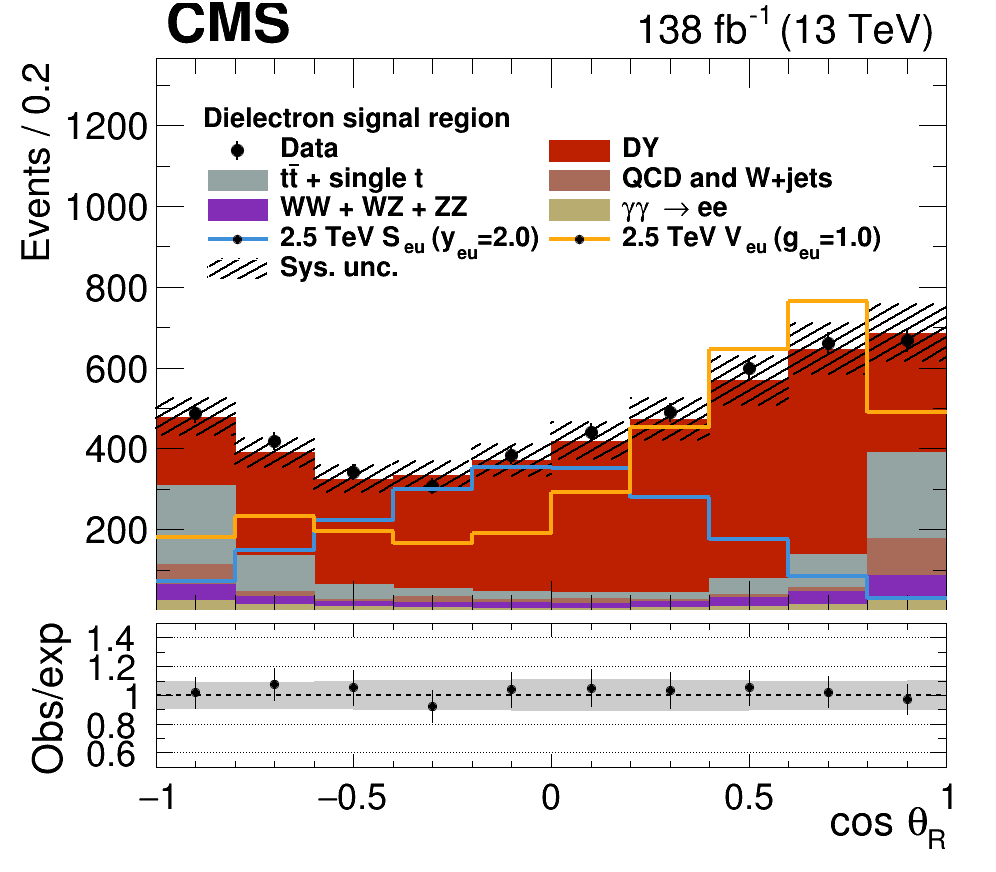 CMS 138 fb⁻¹ (13 TeV)
Events / 0.2
Dielectron signal region
Data DY
tt̄ + single t QCD and W+jets
WW + WZ + ZZ γγ → ee
2.5 TeV S_eu (y_eu=2.0) 2.5 TeV V_eu (g_eu=1.0)
Sys. unc.
1200
1000
800
600
400
200
Obs/exp
1.4
1.2
1
0.8
0.6
−1 −0.5 0 0.5 1
cos θ_R